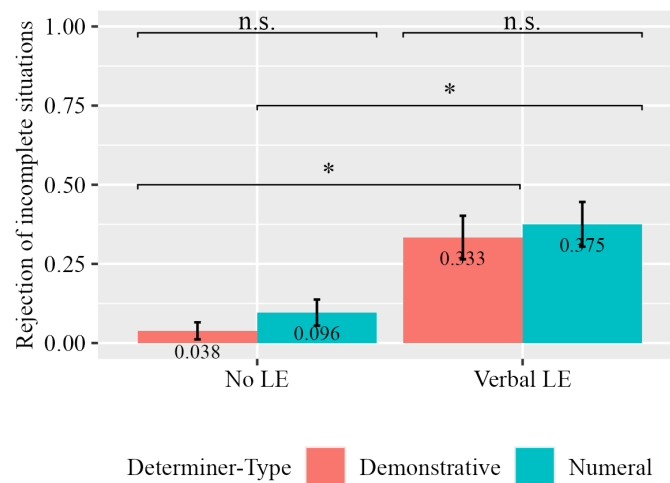 Rejection of incomplete situations
1.00
0.75
0.50
0.25
0.00
n.s.
n.s.
*
*
0.038
0.096
0.333
0.375
No LE
Verbal LE
Determiner-Type Demonstrative Numeral